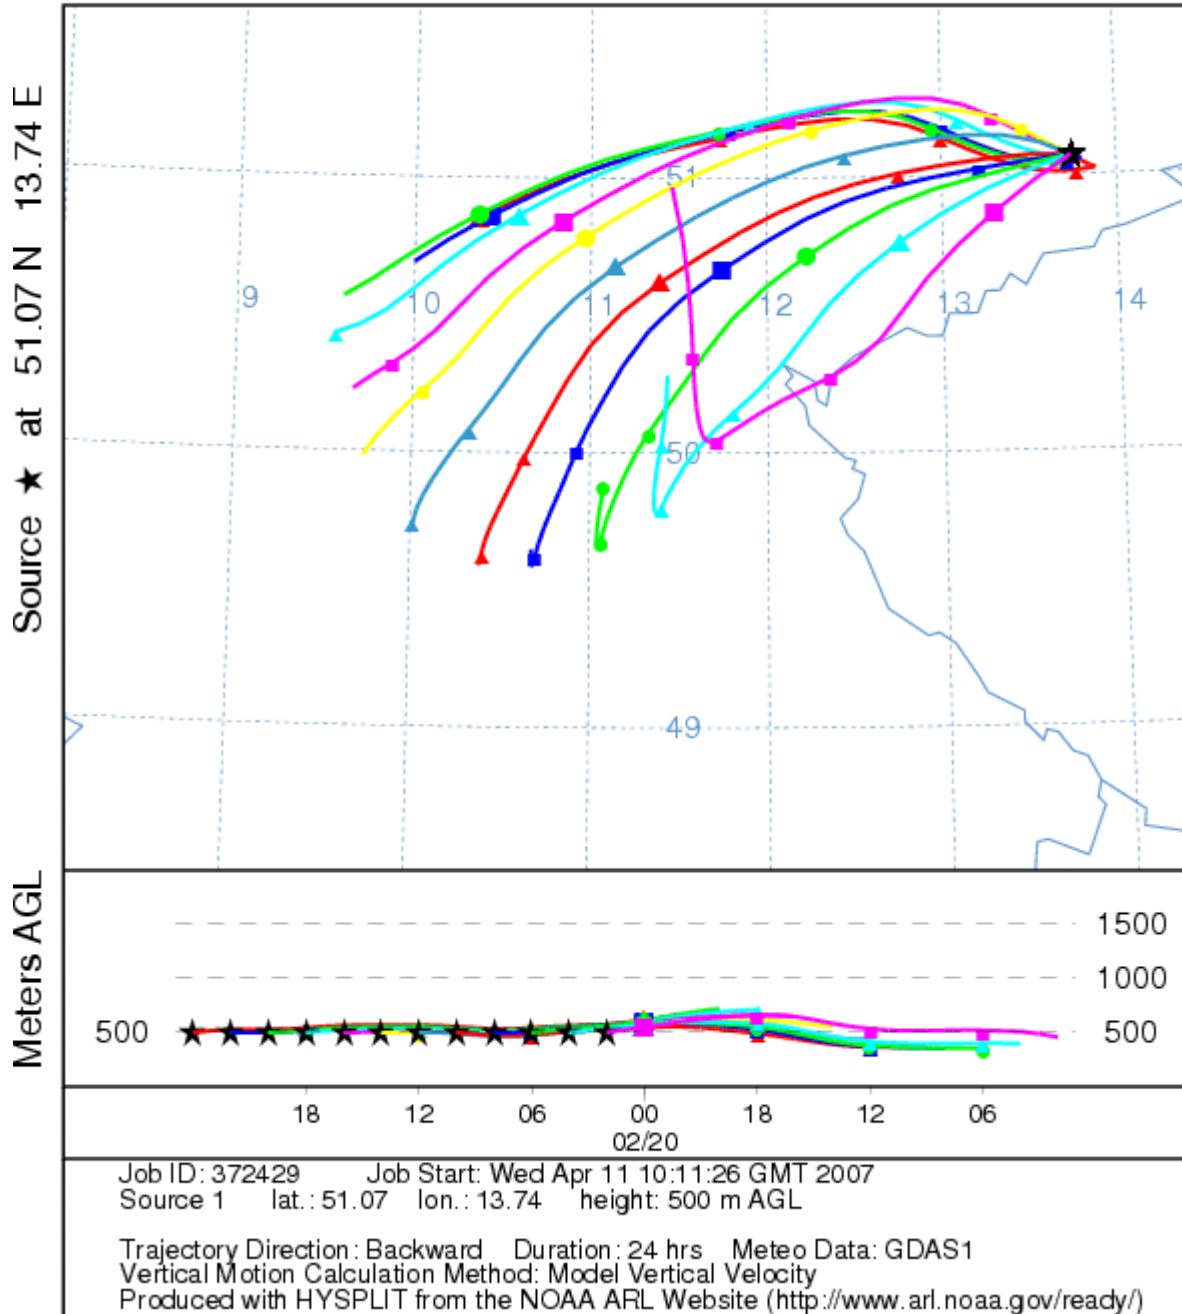 Source ★ at 51.07 N 13.74 E
51
9 10 11 12 13 14
50
49
Meters AGL
1500
1000
500 500
18 12 06 00 18 12 06
02/20
Job ID: 372429 Job Start: Wed Apr 11 10:11:26 GMT 2007
Source 1 lat.: 51.07 lon.: 13.74 height: 500 m AGL
Trajectory Direction: Backward Duration: 24 hrs Meteo Data: GDAS1
Vertical Motion Calculation Method: Model Vertical Velocity
Produced with HYSPLIT from the NOAA ARL Website (http://www.arl.noaa.gov/ready/)